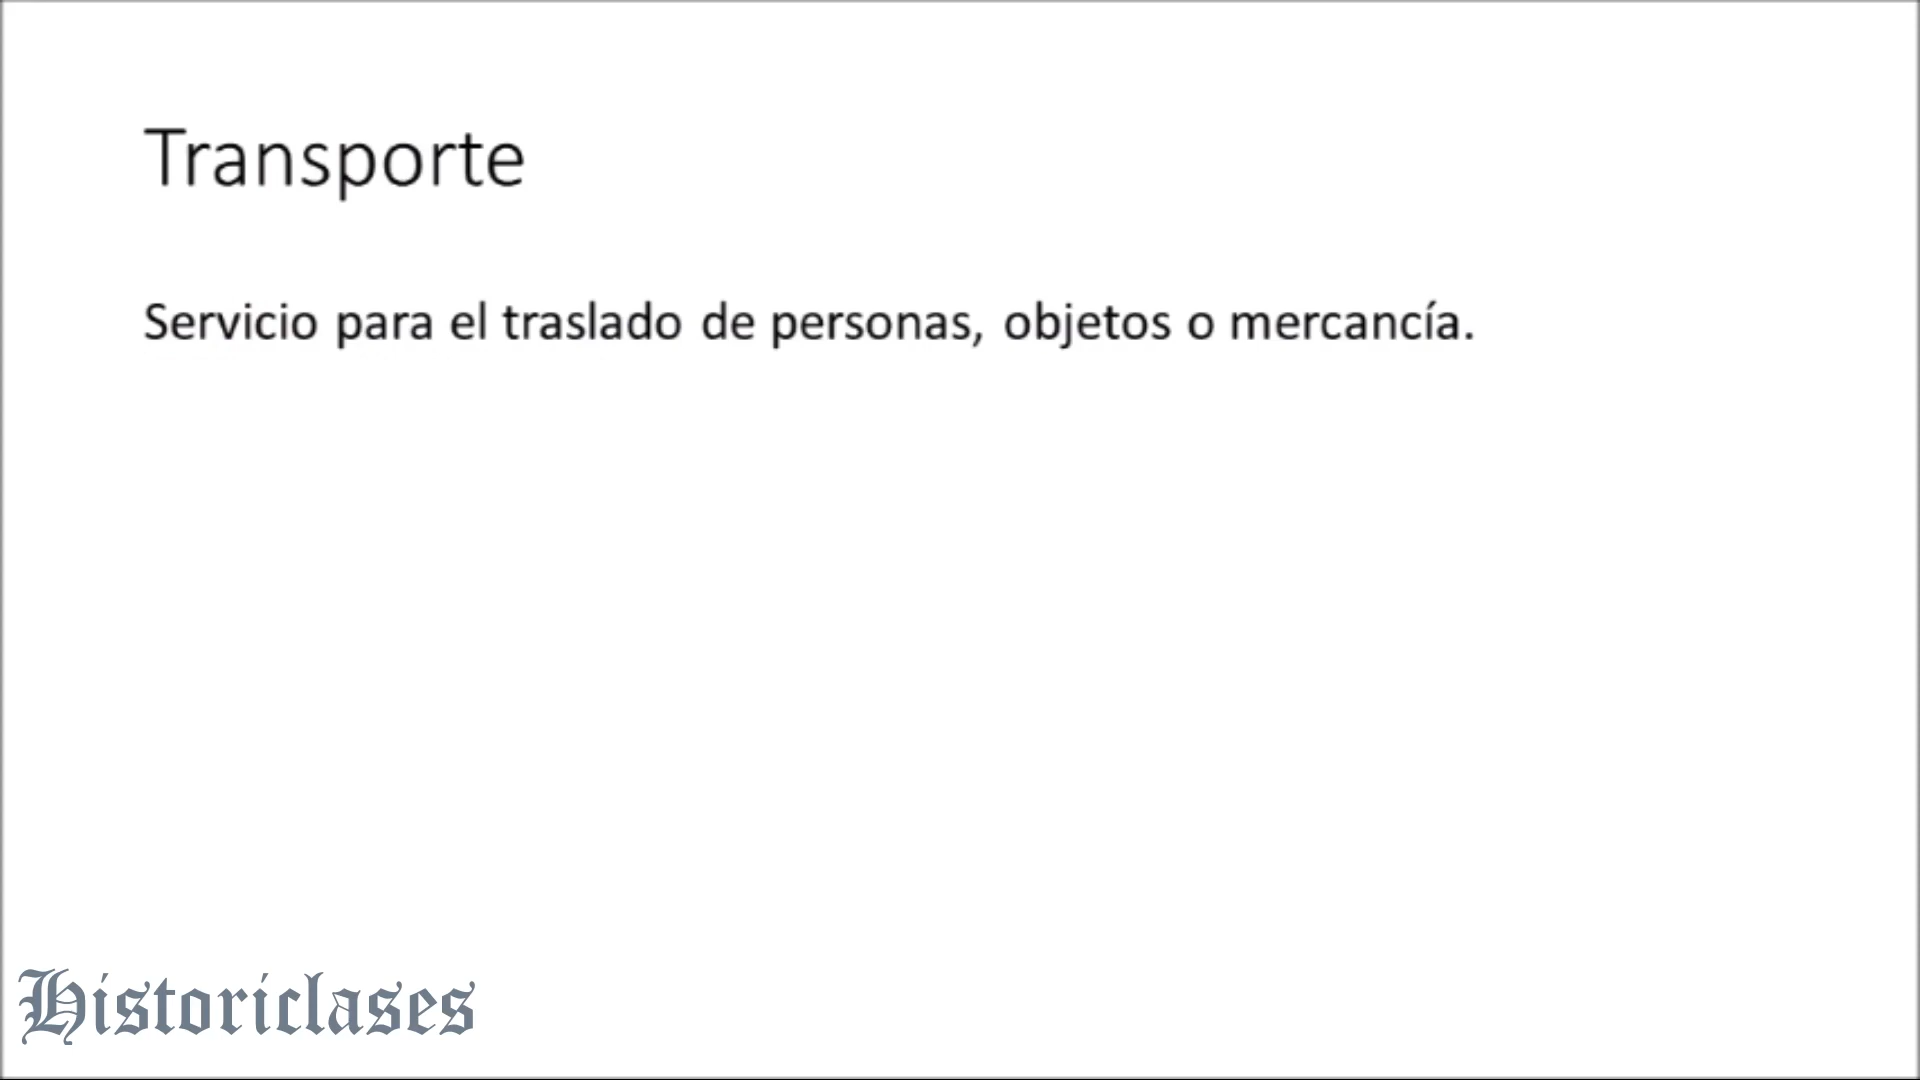 Transporte
Servicio para el traslado de personas, objetos o mercancía.
Historiclases